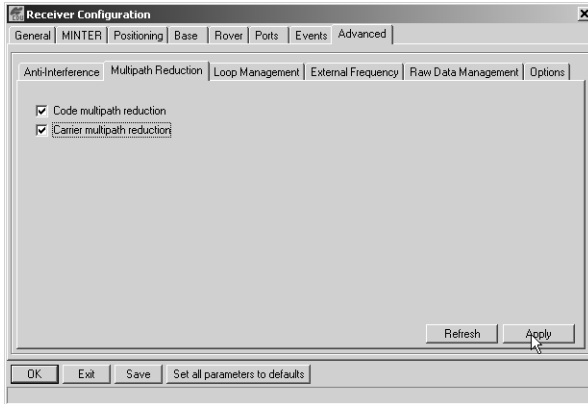 Receiver Configuration
General MINTER Positioning Base Rover Ports Events Advanced
Anti-Interference Multipath Reduction Loop Management External Frequency Raw Data Management Options
Code multipath reduction
Carrier multipath reduction
Refresh Apply
OK Exit Save Set all parameters to defaults